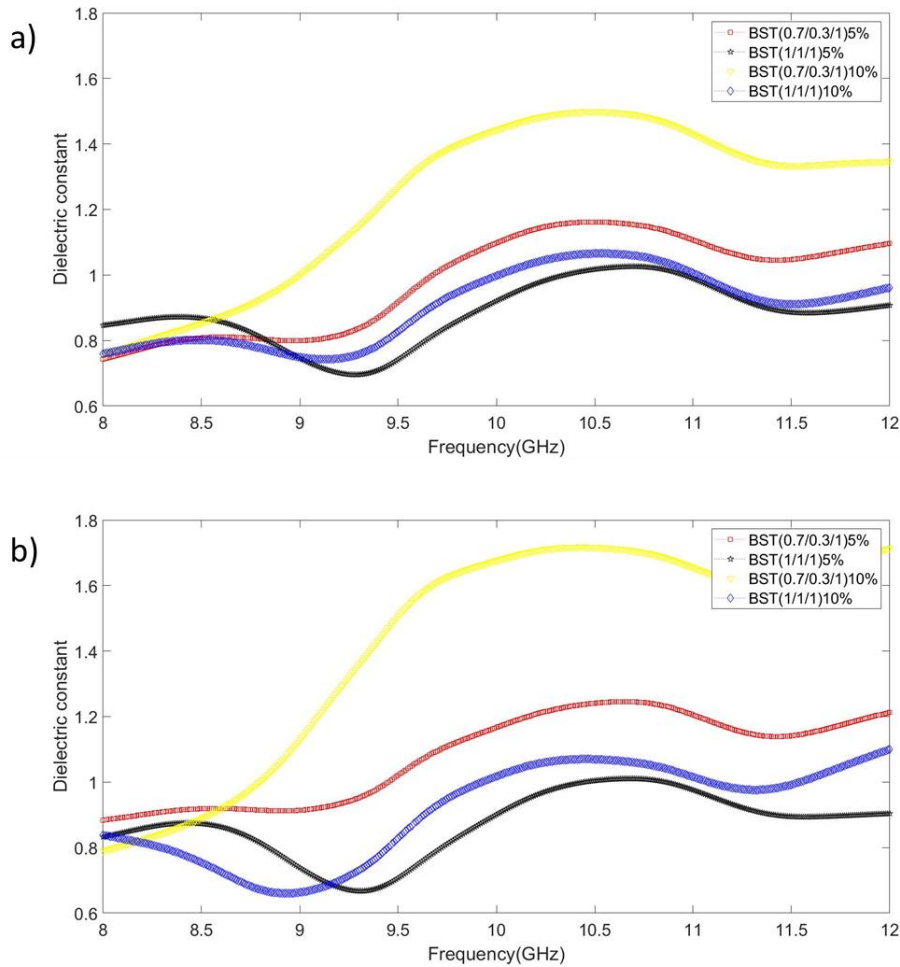 a)
1.8
1.6
1.4
1.2
1
0.8
0.6
Dielectric constant
BST(0.7/0.3/1)5%
BST(1/1/1)5%
BST(0.7/0.3/1)10%
BST(1/1/1)10%
8 8.5 9 9.5 10 10.5 11 11.5 12
Frequency(GHz)
b)
1.8
1.6
1.4
1.2
1
0.8
0.6
Dielectric constant
BST(0.7/0.3/1)5%
BST(1/1/1)5%
BST(0.7/0.3/1)10%
BST(1/1/1)10%
8 8.5 9 9.5 10 10.5 11 11.5 12
Frequency(GHz)